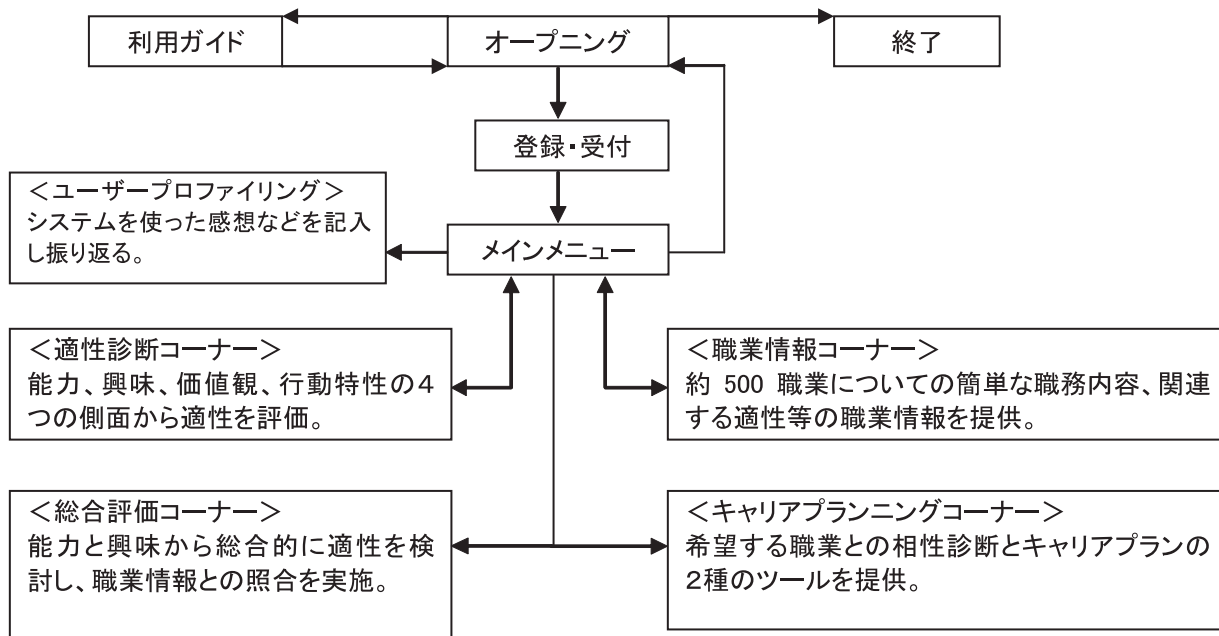 利用ガイド
オープニング
終了
登録・受付
＜ユーザープロファイリング＞
システムを使った感想などを記入
し振り返る。
メインメニュー
＜適性診断コーナー＞
能力、興味、価値観、行動特性の４
つの側面から適性を評価。
＜職業情報コーナー＞
約 500 職業についての簡単な職務内容、関連
する適性等の職業情報を提供。
＜総合評価コーナー＞
能力と興味から総合的に適性を検
討し、職業情報との照合を実施。
＜キャリアプランニングコーナー＞
希望する職業との相性診断とキャリアプランの
２種のツールを提供。